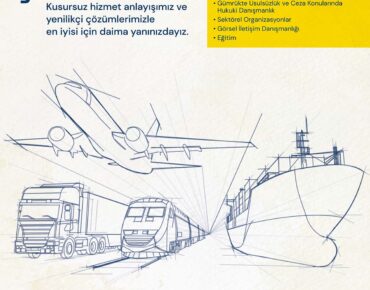 Kusursuz hizmet anlayışımız ve
yenilikçi çözümlerimizle
en iyisi için daima yanınızdayız.
• Gümrükte Usulsüzlük ve Ceza Konularında
Hukuki Danışmanlık
• Sektörel Organizasyonlar
• Görsel İletişim Danışmanlığı
• Eğitim